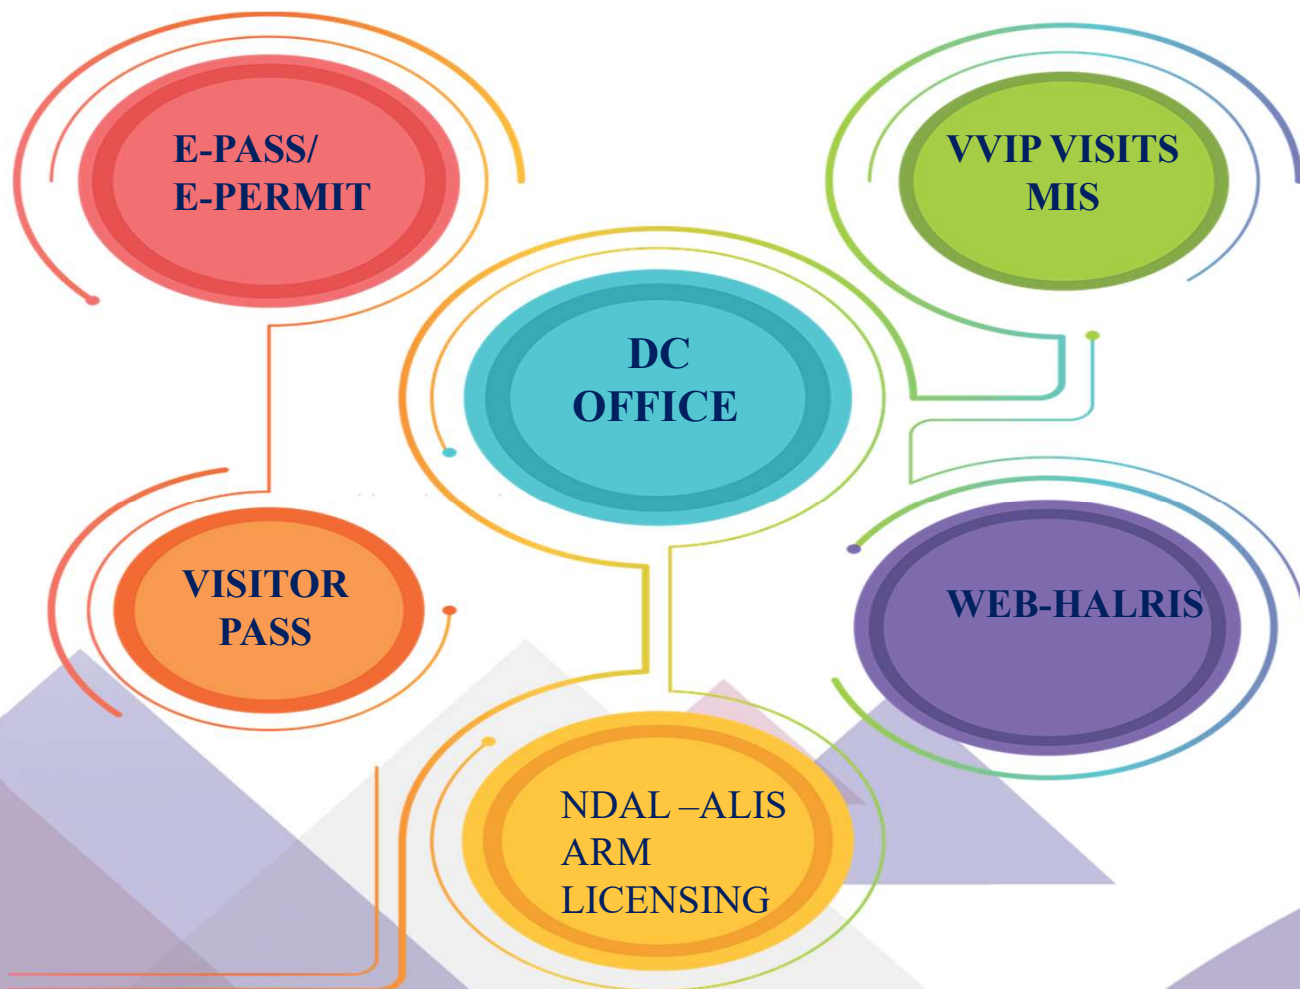 E-PASS/
E-PERMIT
VVIP VISITS
MIS
DC
OFFICE
VISITOR
PASS
WEB-HALRIS
NDAL –ALIS
ARM
LICENSING